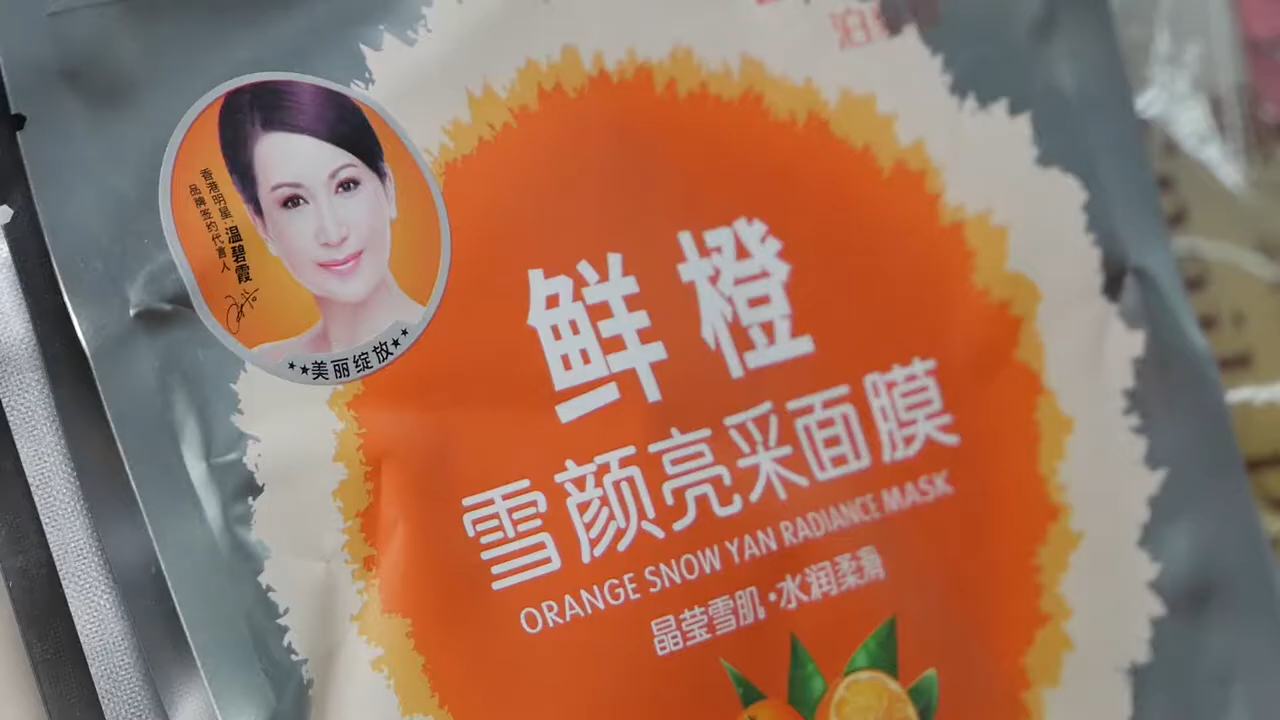 香港明星:温碧霞
品牌签约代言人
★★美丽绽放★★
鲜橙
雪颜亮采面膜
ORANGE SNOW YAN RADIANCE MASK
晶莹雪肌·水润柔滑